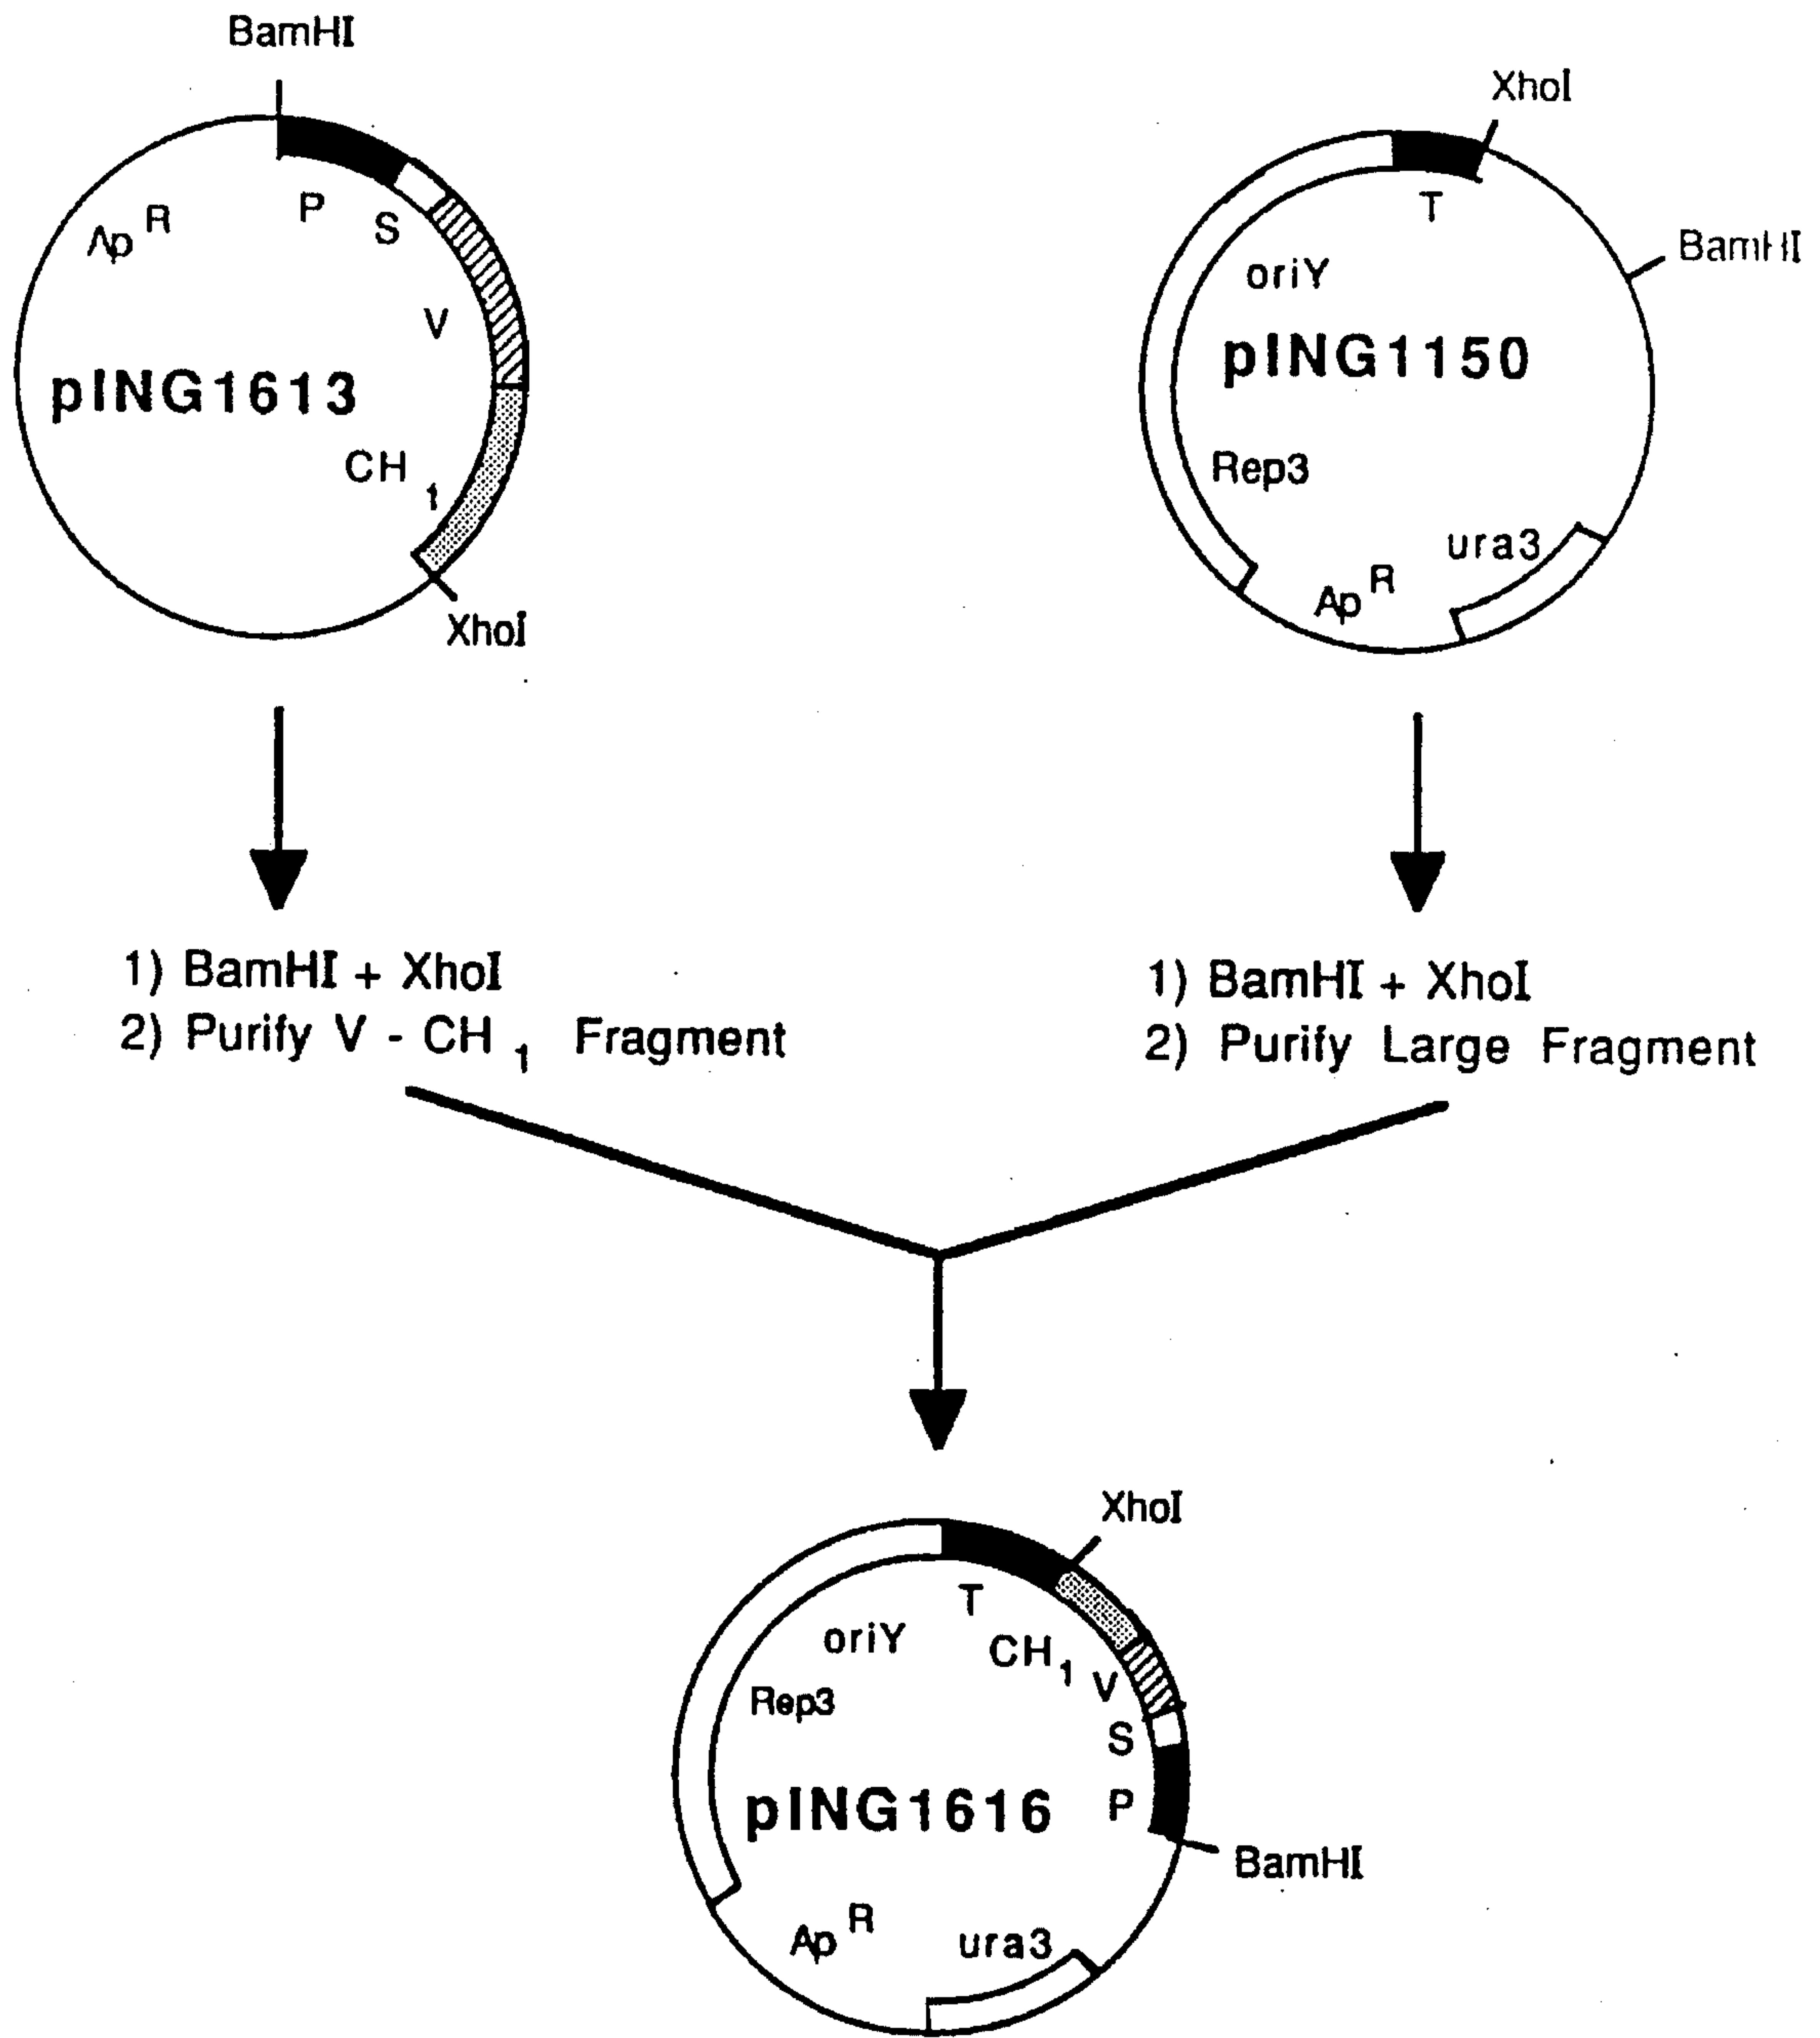 BamHI
Ap R
P
S
V
pING1613
CH 1
XhoI
XhoI
BamHI
T
oriY
pING1150
Rep3
ura3
Ap R
1) BamHI + XhoI
2) Purify V - CH 1 Fragment
1) BamHI + XhoI
2) Purify Large Fragment
XhoI
T
oriY
CH 1
V
Rep3
S
pING1616
P
BamHI
Ap R
ura3